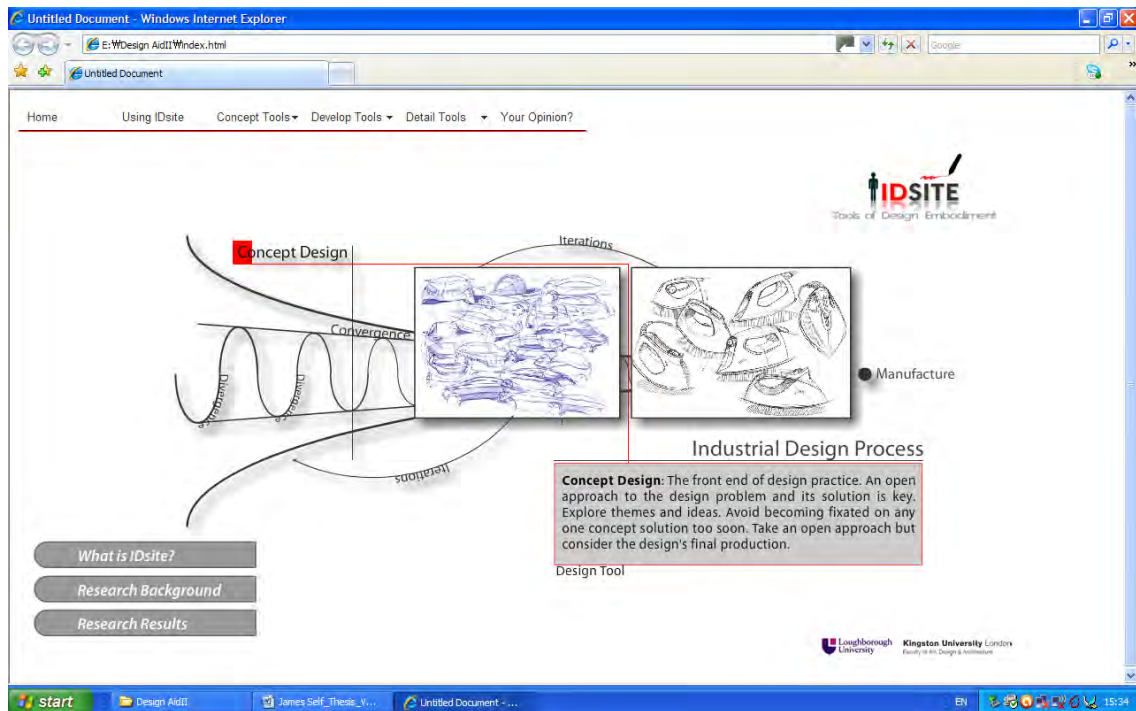 Untitled Document - Windows Internet Explorer
E:₩Design AidII₩index.html
Google
Untitled Document
Home Using IDsite Concept Tools Develop Tools Detail Tools Your Opinion?
IDSITE
Tools of Design Embodiment
Iterations
Concept Design
Convergence
Divergence
Divergence
Manufacture
Iterations
Industrial Design Process
Concept Design: The front end of design practice. An open
approach to the design problem and its solution is key.
Explore themes and ideas. Avoid becoming fixated on any
one concept solution too soon. Take an open approach but
consider the design's final production.
Design Tool
What is IDsite?
Research Background
Research Results
Loughborough
University
Kingston University London
Faculty of Art, Design & Architecture
start Design AidII James Self_Thesis_V... Untitled Document - ... EN 15:34